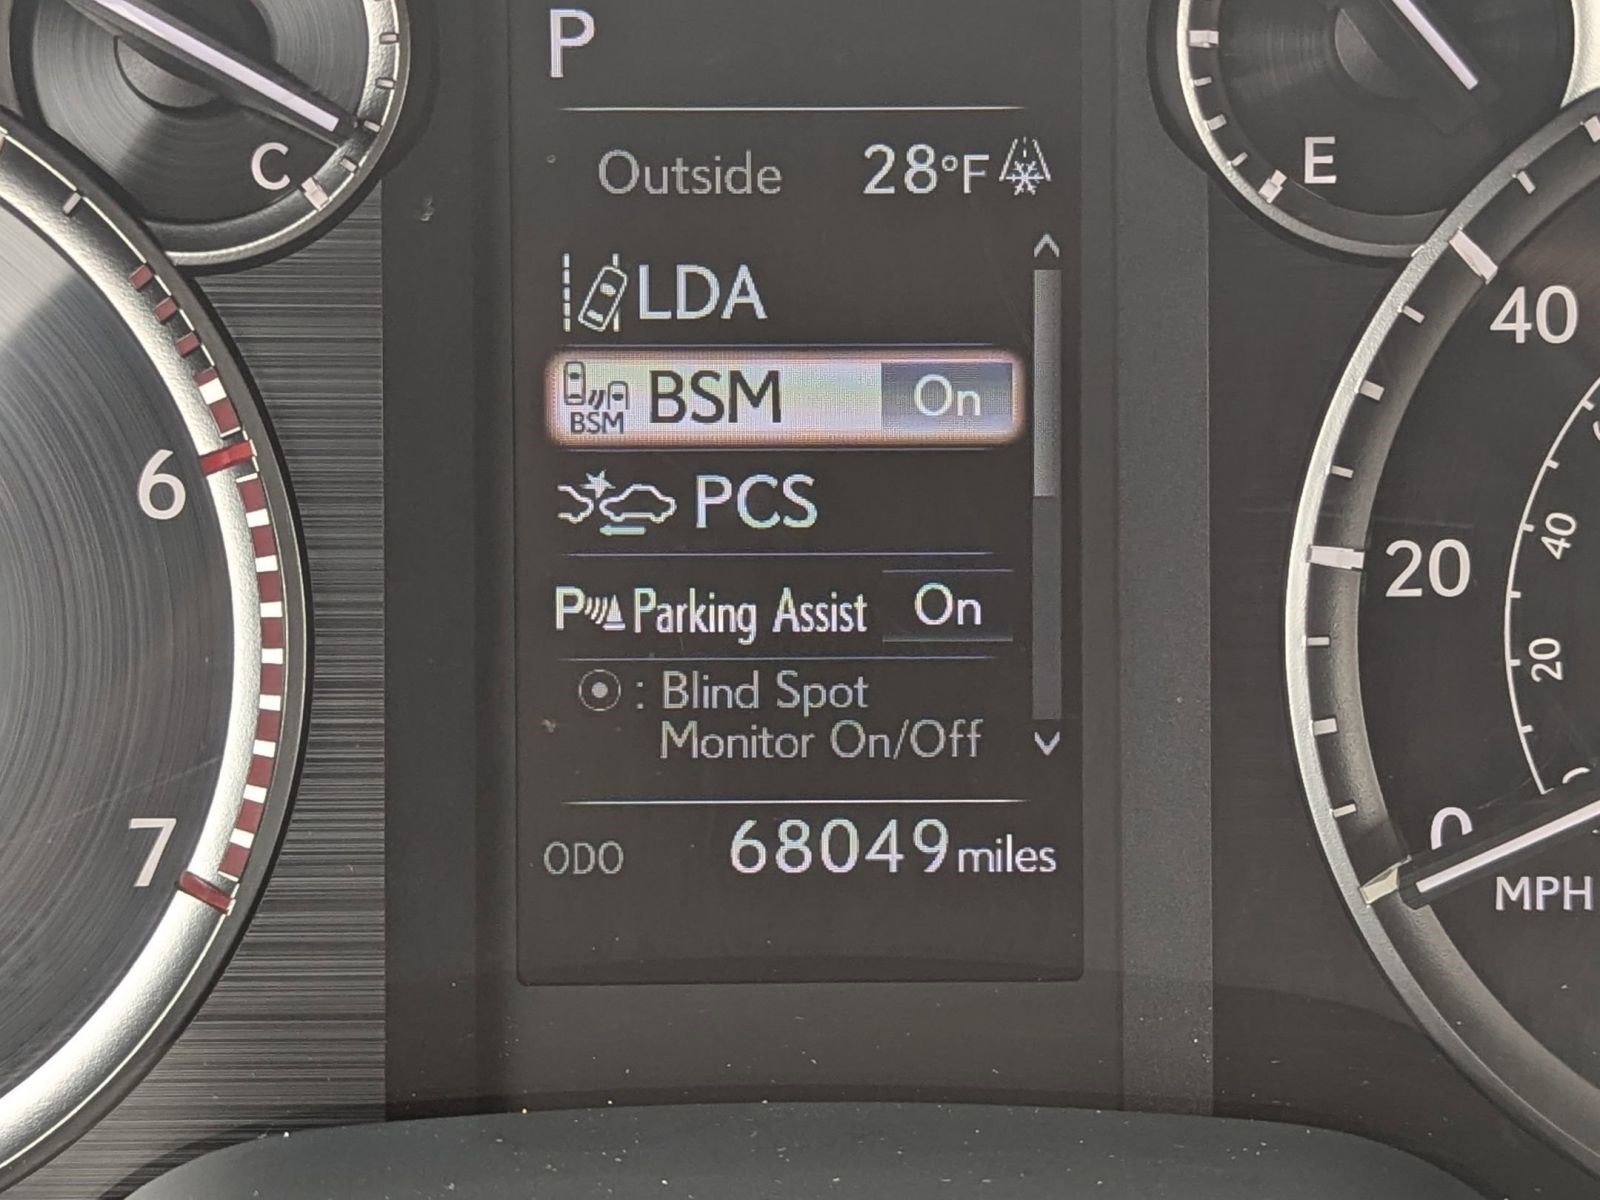 P
C
E
Outside 28°F
LDA
BSM BSM On
PCS
P Parking Assist On
: Blind Spot
Monitor On/Off
ODO 68049 miles
6
7
40
20
0
MPH
40
20